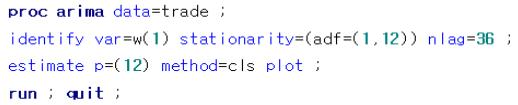 proc arima data=trade ;
identify var=w(1) stationarity=(adf=(1,12)) nlag=36 ;
estimate p=(12) method=cls plot ;
run ; quit ;